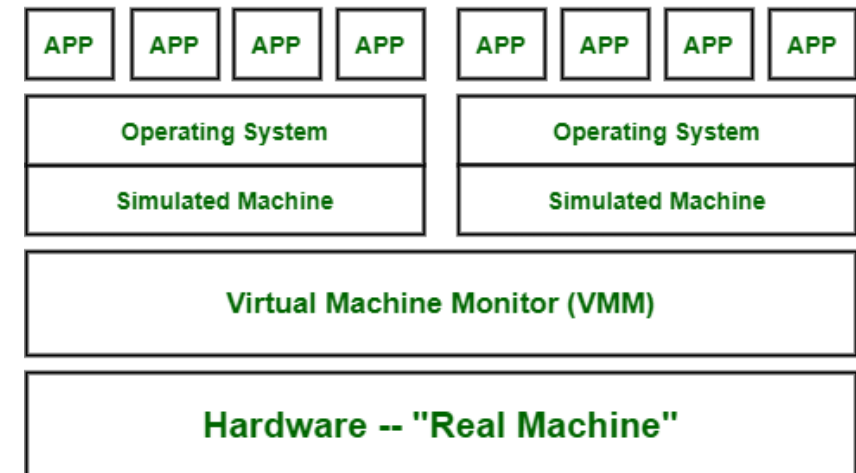 APP APP APP APP APP APP APP APP
Operating System Operating System
Simulated Machine Simulated Machine
Virtual Machine Monitor (VMM)
Hardware -- "Real Machine"